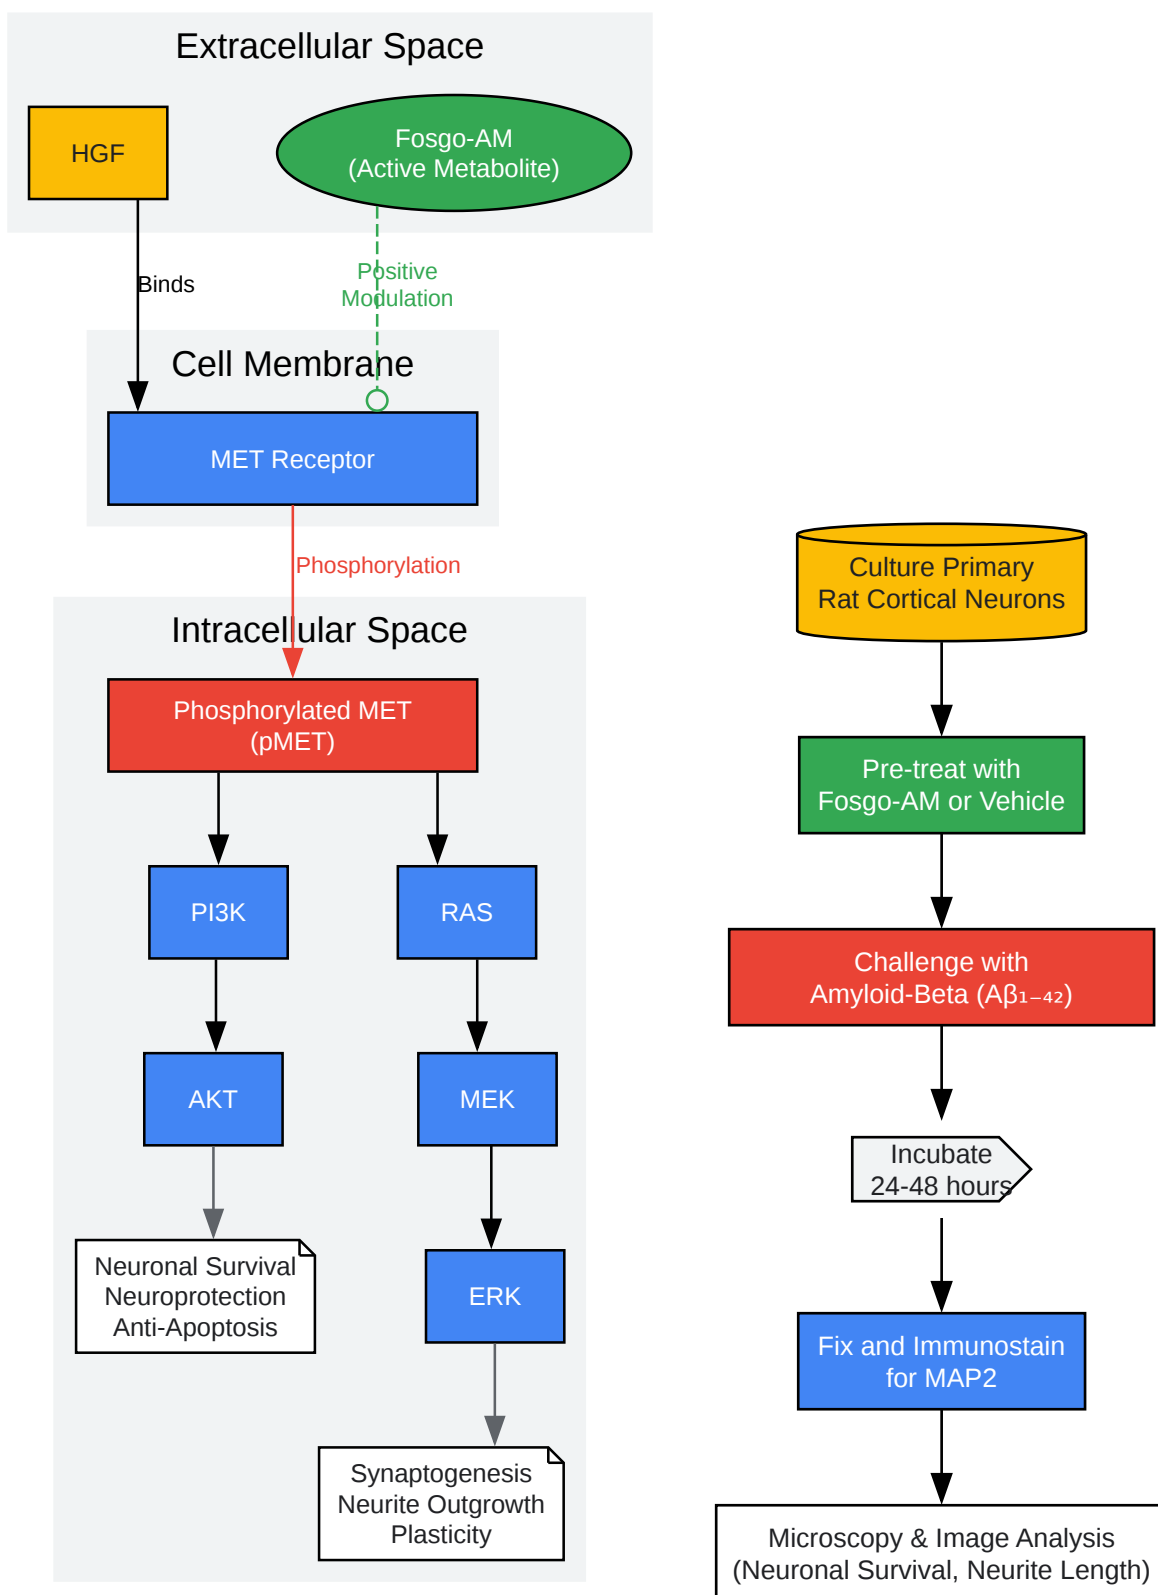 Extracellular Space
HGF
Fosgo-AM
(Active Metabolite)
Binds
Positive
Modulation
Cell Membrane
MET Receptor
Phosphorylation
Intracellular Space
Phosphorylated MET
(pMET)
PI3K
RAS
AKT
MEK
Neuronal Survival
Neuroprotection
Anti-Apoptosis
ERK
Synaptogenesis
Neurite Outgrowth
Plasticity
Culture Primary
Rat Cortical Neurons
Pre-treat with
Fosgo-AM or Vehicle
Challenge with
Amyloid-Beta (Aβ₁₋₄₂)
Incubate
24-48 hours
Fix and Immunostain
for MAP2
Microscopy & Image Analysis
(Neuronal Survival, Neurite Length)